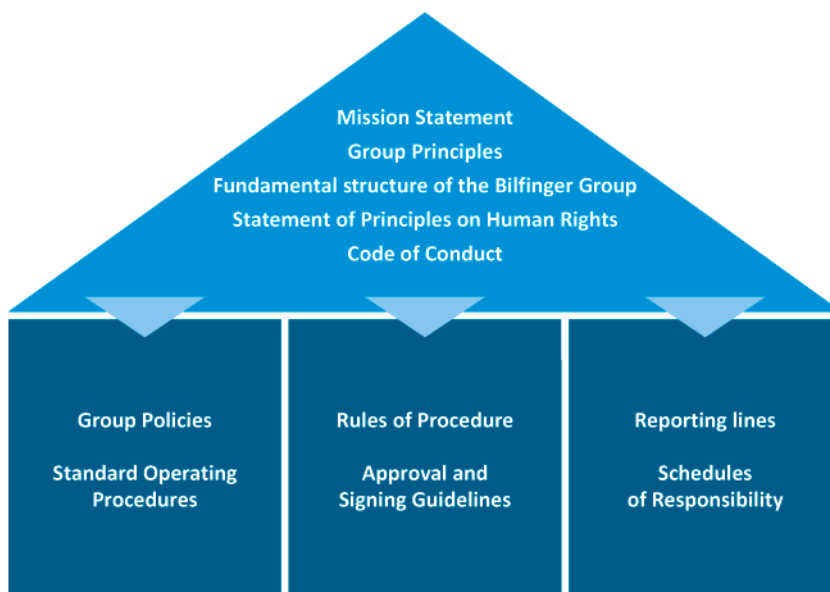 Mission Statement
Group Principles
Fundamental structure of the Bilfinger Group
Statement of Principles on Human Rights
Code of Conduct
Group Policies
Standard Operating
Procedures
Rules of Procedure
Approval and
Signing Guidelines
Reporting lines
Schedules
of Responsibility